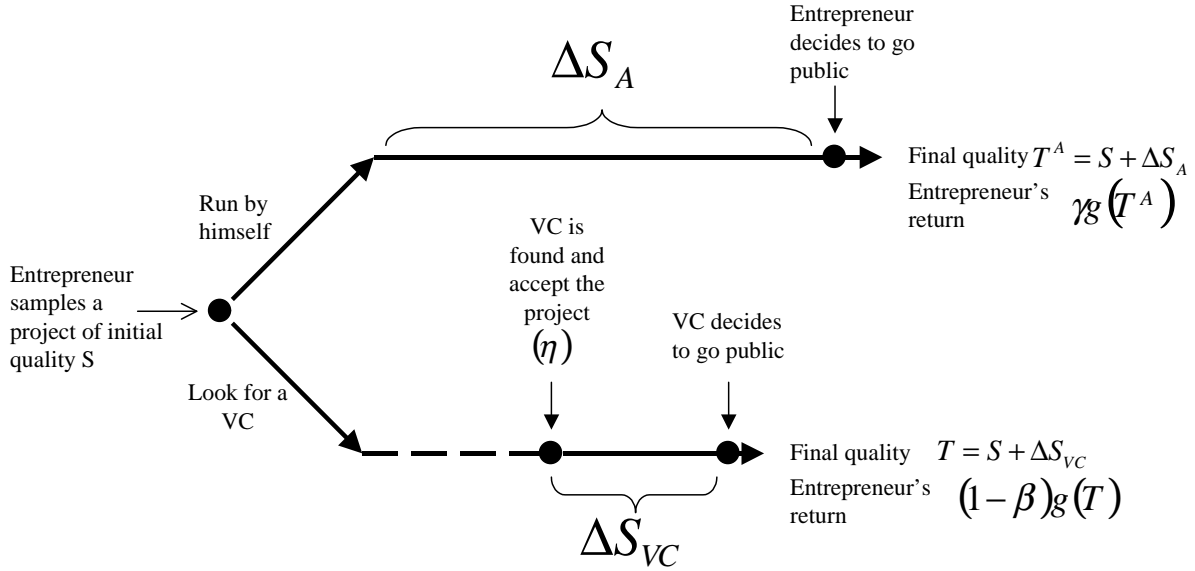 Entrepreneur
decides to go
public
ΔS_A
Final quality T^A = S + ΔS_A
Entrepreneur's
return
γg(T^A)
Run by
himself
VC is
found and
accept the
project
(η)
Entrepreneur
samples a
project of initial
quality S
VC decides
to go public
Look for a
VC
Final quality T = S + ΔS_VC
Entrepreneur's
return
(1 − β)g(T)
ΔS_VC